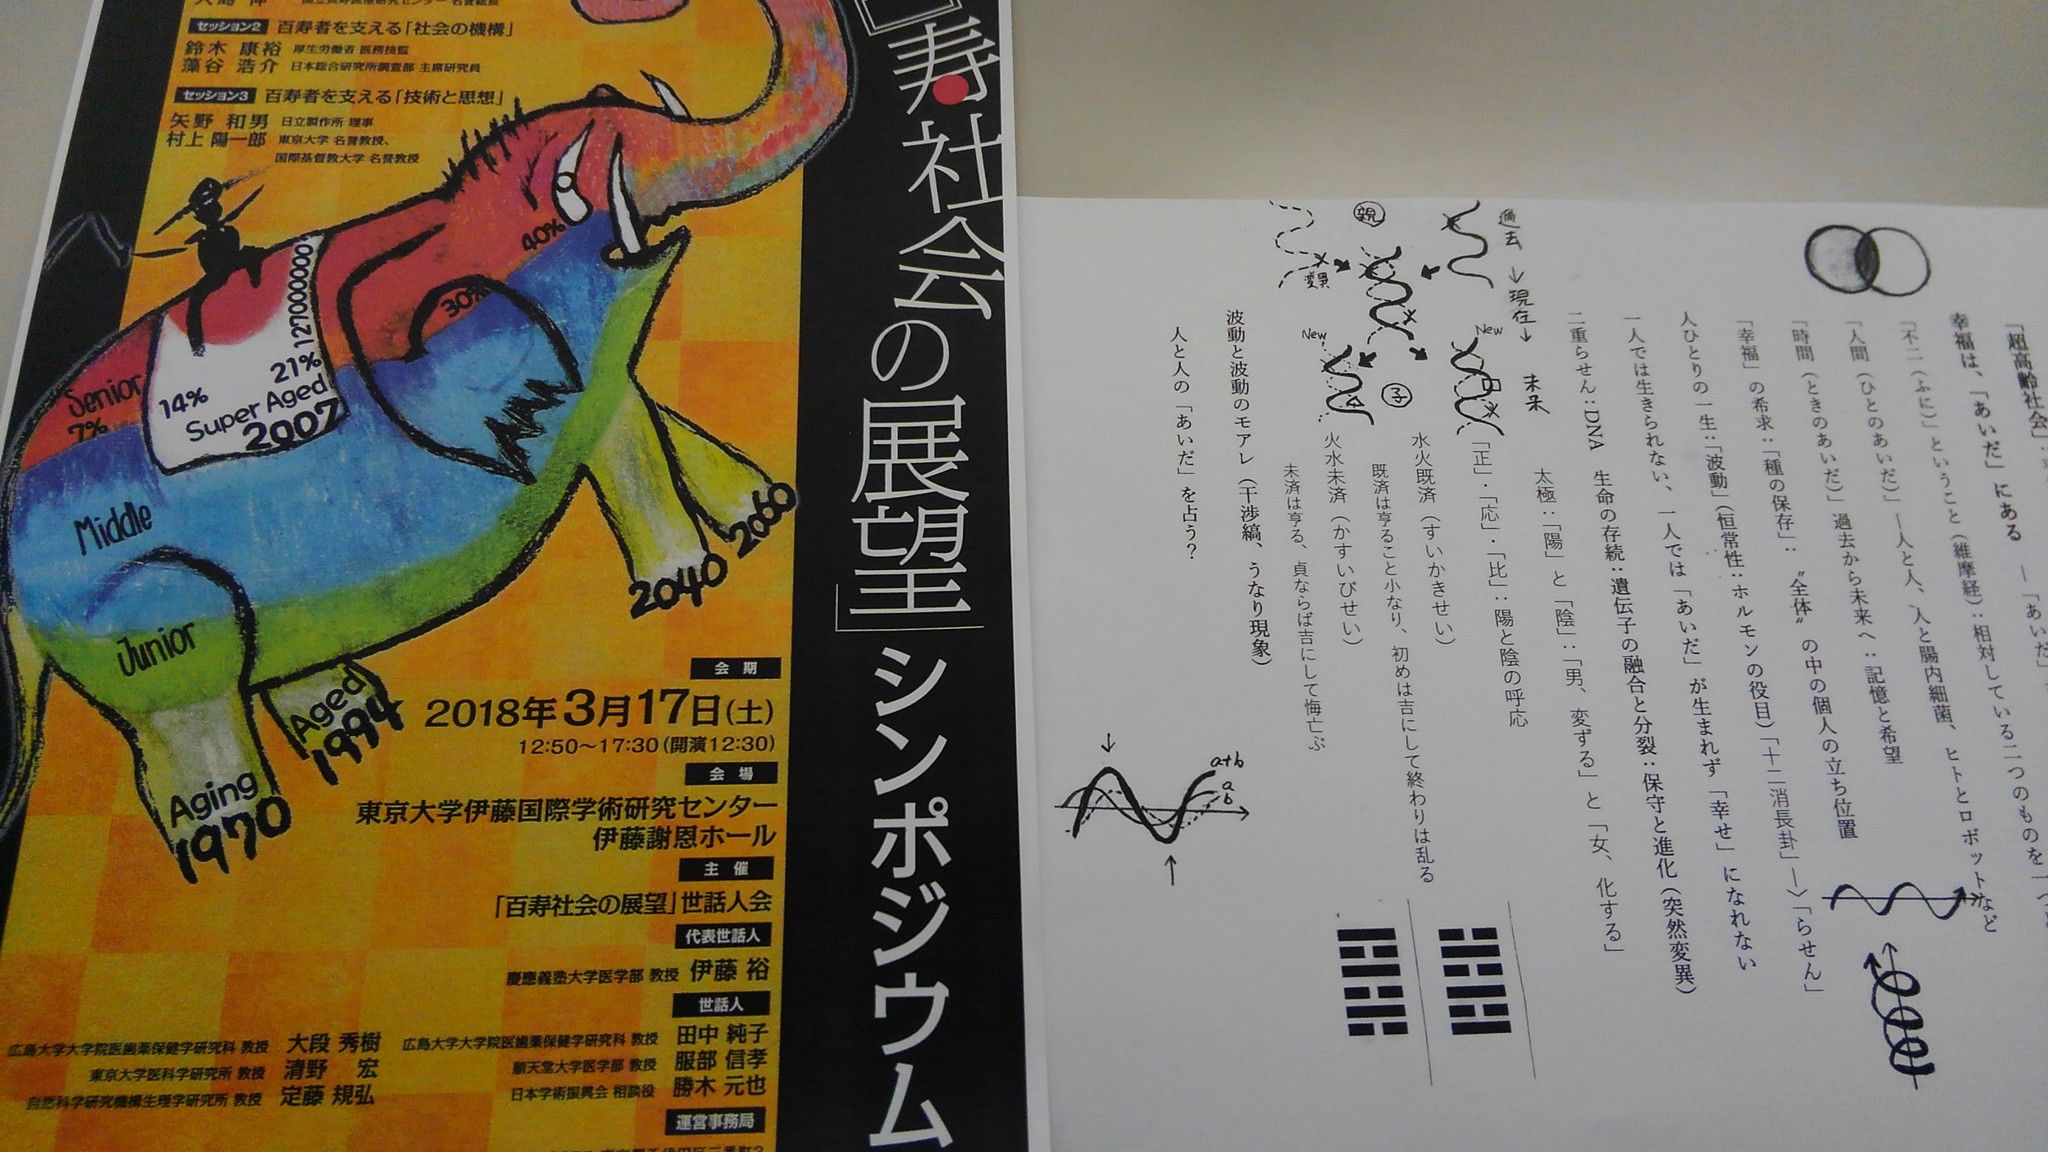 セッション2 百寿者を支える「社会の機構」
鈴木 康裕 厚生労働省 医務技監
藻谷 浩介 日本総合研究所調査部 主席研究員
セッション3 百寿者を支える「技術と思想」
矢野 和男 日立製作所 理事
村上 陽一郎 東京大学 名誉教授、
国際基督教大学 名誉教授
寿社会の展望」シンポジウム
40%
30%
127000000
21%
14%
Super Aged
2007
Senior
7%
Middle
Junior
Aging
1970
Aged
1994
2040
2060
会期
2018年3月17日(土)
12:50～17:30(開演12:30)
会場
東京大学伊藤国際学術研究センター
伊藤謝恩ホール
主催
「百寿社会の展望」世話人会
代表世話人
慶應義塾大学医学部 教授 伊藤 裕
世話人
広島大学大学院医歯薬保健学研究科 教授 大段 秀樹 広島大学大学院医歯薬保健学研究科 教授 田中 純子
東京大学医科学研究所 教授 清野 宏 順天堂大学医学部 教授 服部 信孝
自然科学研究機構生理学研究所 教授 定藤 規弘 日本学術振興会 相談役 勝木 元也
運営事務局
「超高齢社会」
幸福は、「あいだ」にある ―「あいだ」
「不二(ふに)」ということ(維摩経)：相対している二つのものを一つと
「人間(ひとのあいだ)」―人と人、人と腸内細菌、ヒトとロボットなど
「時間(ときのあいだ)」過去から未来へ：記憶と希望
「幸福」の希求：「種の保存」：〝全体〟の中の個人の立ち位置
人ひとりの一生：「波動」(恒常性：ホルモンの役目)「十二消長卦」―＞「らせん」
一人では生きられない、一人では「あいだ」が生まれず「幸せ」になれない
二重らせん：DNA 生命の存続：遺伝子の融合と分裂：保守と進化(突然変異)
太極：「陽」と「陰」：「男、変ずる」と「女、化する」
「正」・「応」・「比」：陽と陰の呼応
水火既済(すいかきせい)
既済は亨ること小なり、初めは吉にして終わりは乱る
火水未済(かすいびせい)
未済は亨る、貞ならば吉にして悔亡ぶ
波動と波動のモアレ(干渉縞、うなり現象)
人と人の「あいだ」を占う？
過去
↓
現在
↓
未来
親
変異
New
New
子
a+b
a
b